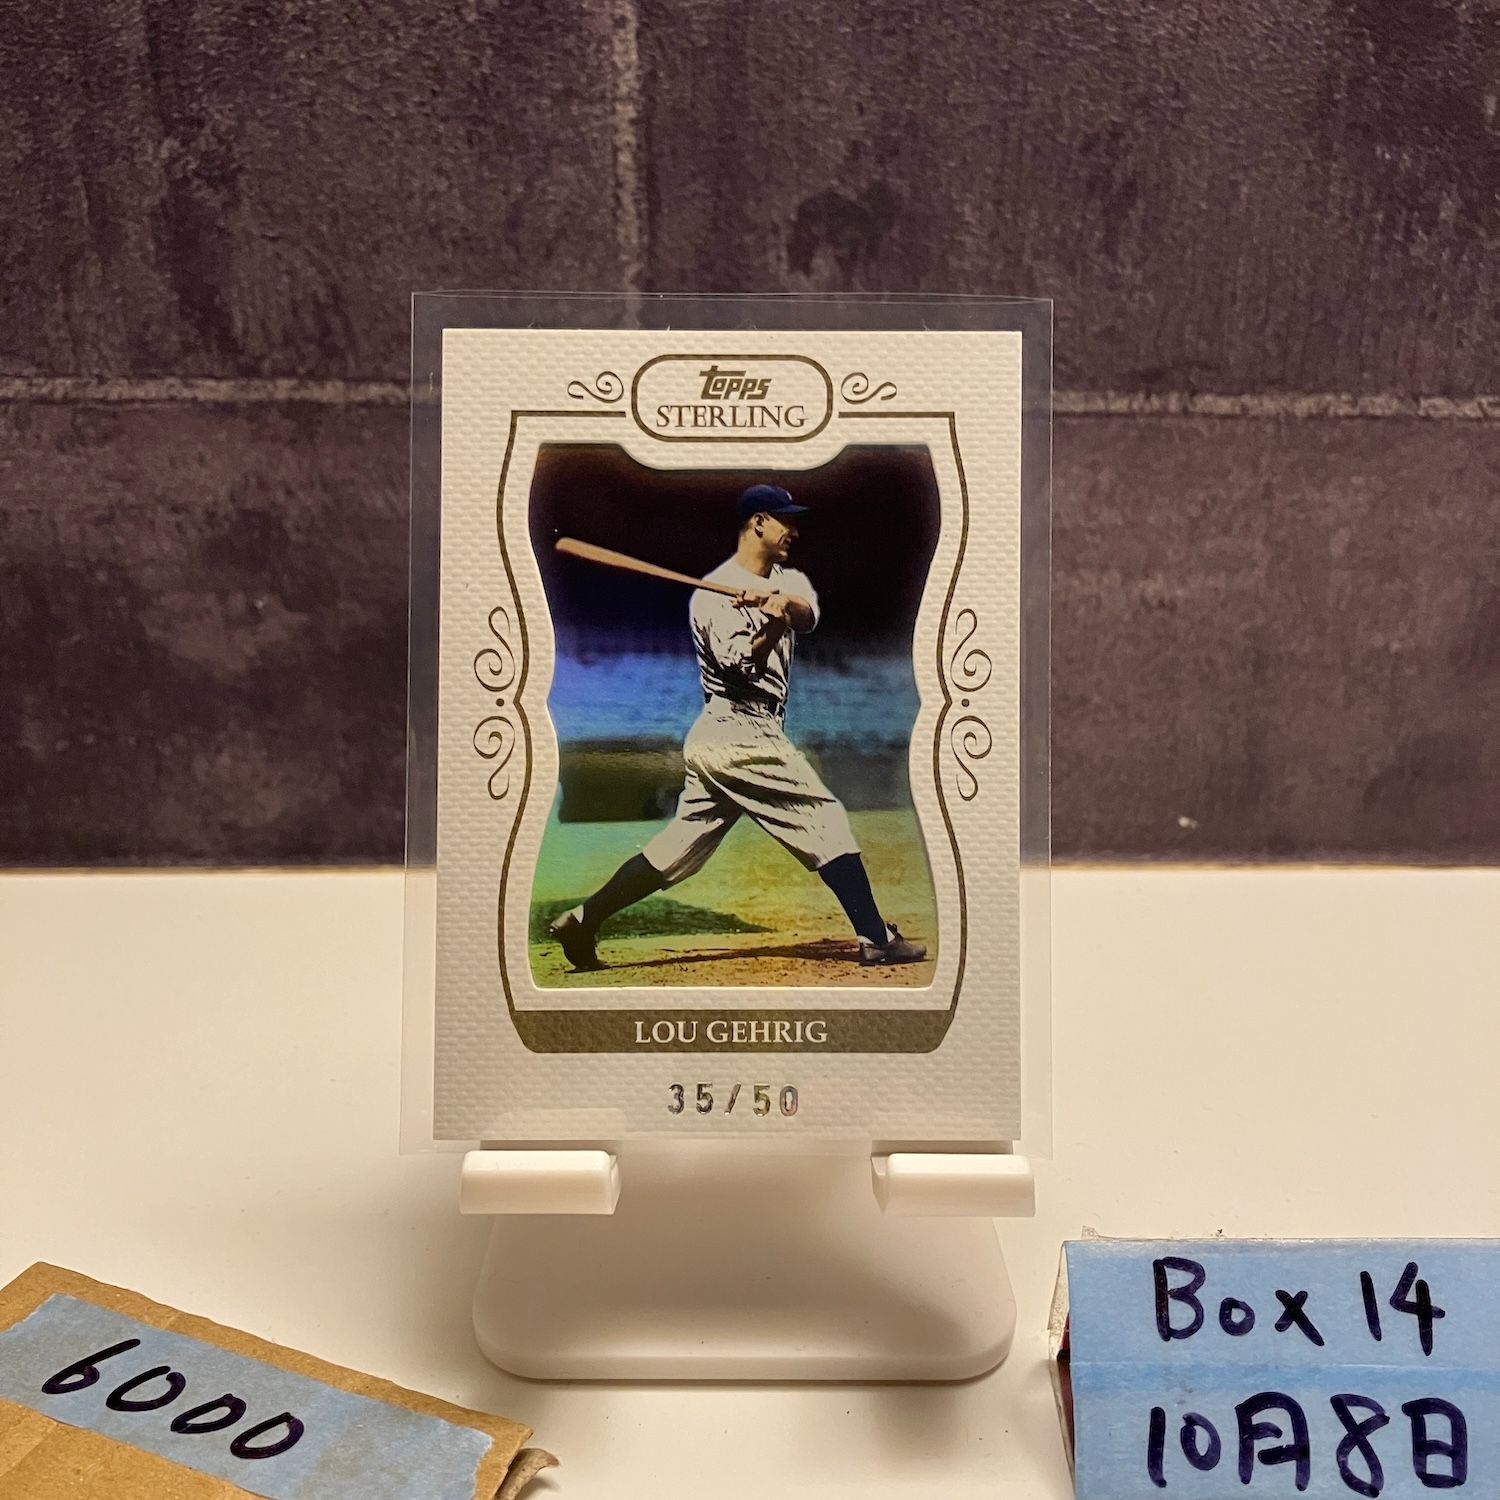 Topps
STERLING
LOU GEHRIG
35/50
6000
Box 14
10月8日